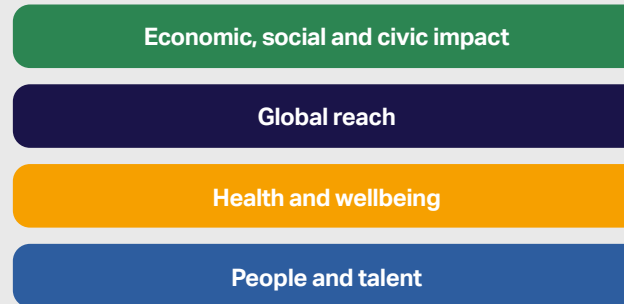 Economic, social and civic impact
Global reach
Health and wellbeing
People and talent